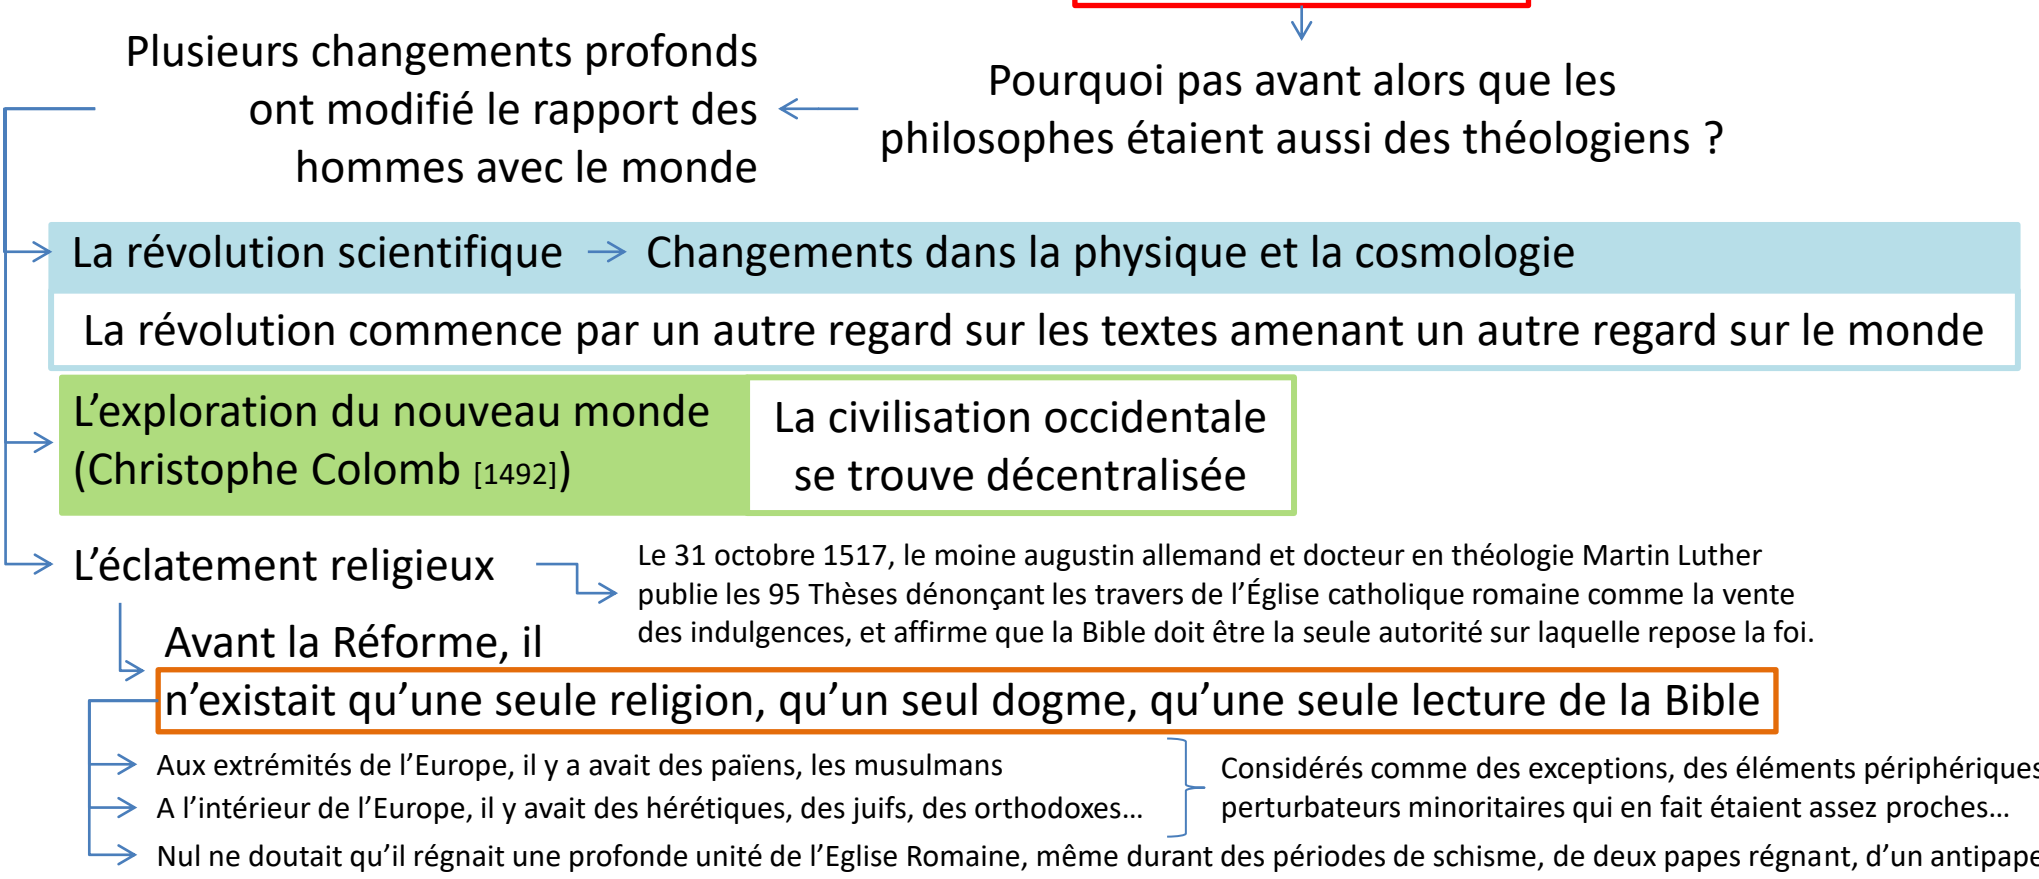 Plusieurs changements profonds
ont modifié le rapport des
hommes avec le monde
Pourquoi pas avant alors que les
philosophes étaient aussi des théologiens ?
La révolution scientifique
Changements dans la physique et la cosmologie
La révolution commence par un autre regard sur les textes amenant un autre regard sur le monde
L’exploration du nouveau monde
(Christophe Colomb [1492])
La civilisation occidentale
se trouve décentralisée
L’éclatement religieux
Le 31 octobre 1517, le moine augustin allemand et docteur en théologie Martin Luther
publie les 95 Thèses dénonçant les travers de l’Église catholique romaine comme la vente
des indulgences, et affirme que la Bible doit être la seule autorité sur laquelle repose la foi.
Avant la Réforme, il
n’existait qu’une seule religion, qu’un seul dogme, qu’une seule lecture de la Bible
Aux extrémités de l’Europe, il y a avait des païens, les musulmans
A l’intérieur de l’Europe, il y avait des hérétiques, des juifs, des orthodoxes…
Considérés comme des exceptions, des éléments périphériques
perturbateurs minoritaires qui en fait étaient assez proches…
Nul ne doutait qu’il régnait une profonde unité de l’Eglise Romaine, même durant des périodes de schisme, de deux papes régnant, d’un antipape